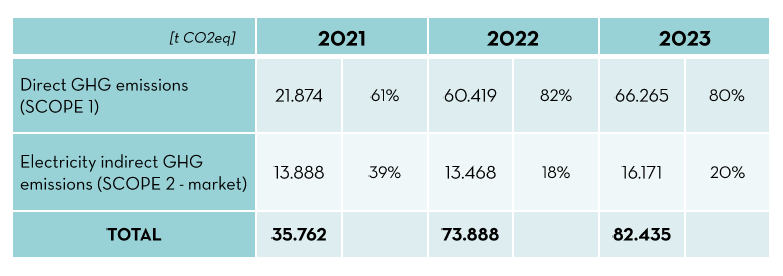 [t CO2eq] 2021 2022 2023
Direct GHG emissions
(SCOPE 1) 21.874 61% 60.419 82% 66.265 80%
Electricity indirect GHG
emissions (SCOPE 2 - market) 13.888 39% 13.468 18% 16.171 20%
TOTAL 35.762 73.888 82.435